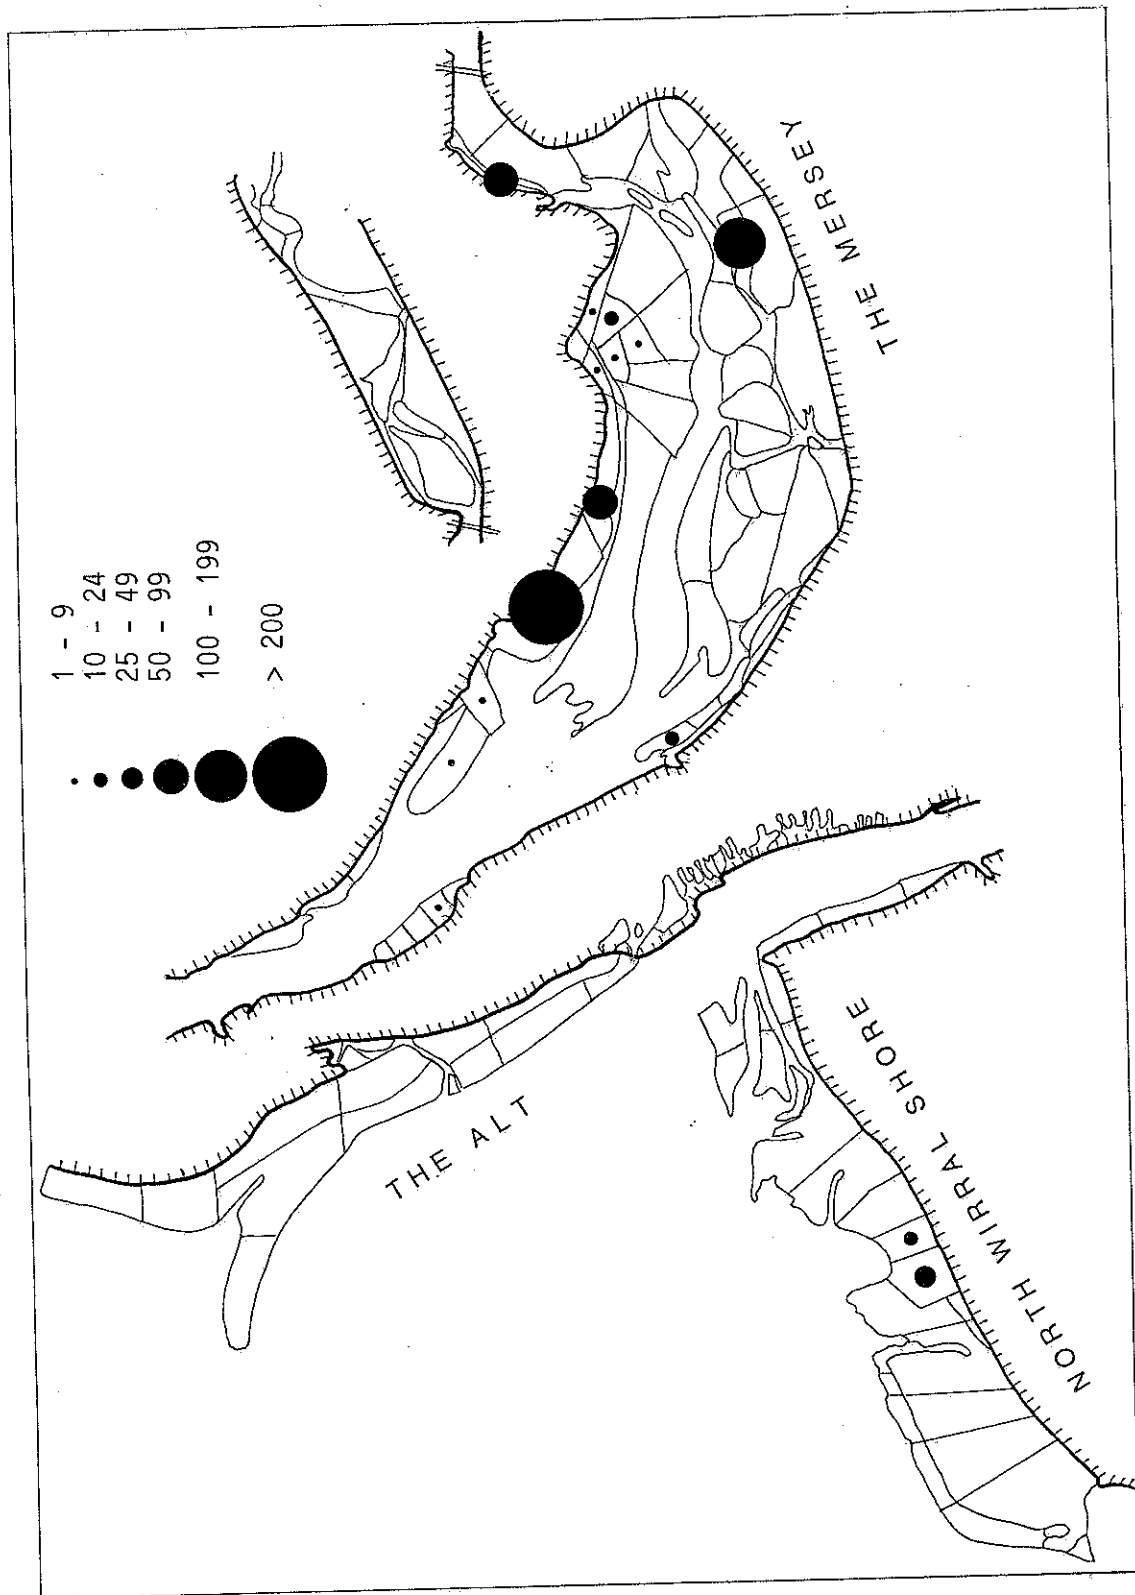 1 - 9
10 - 24
25 - 49
50 - 99
100 - 199
> 200
THE MERSEY
THE ALT
NORTH WIRRAL SHORE